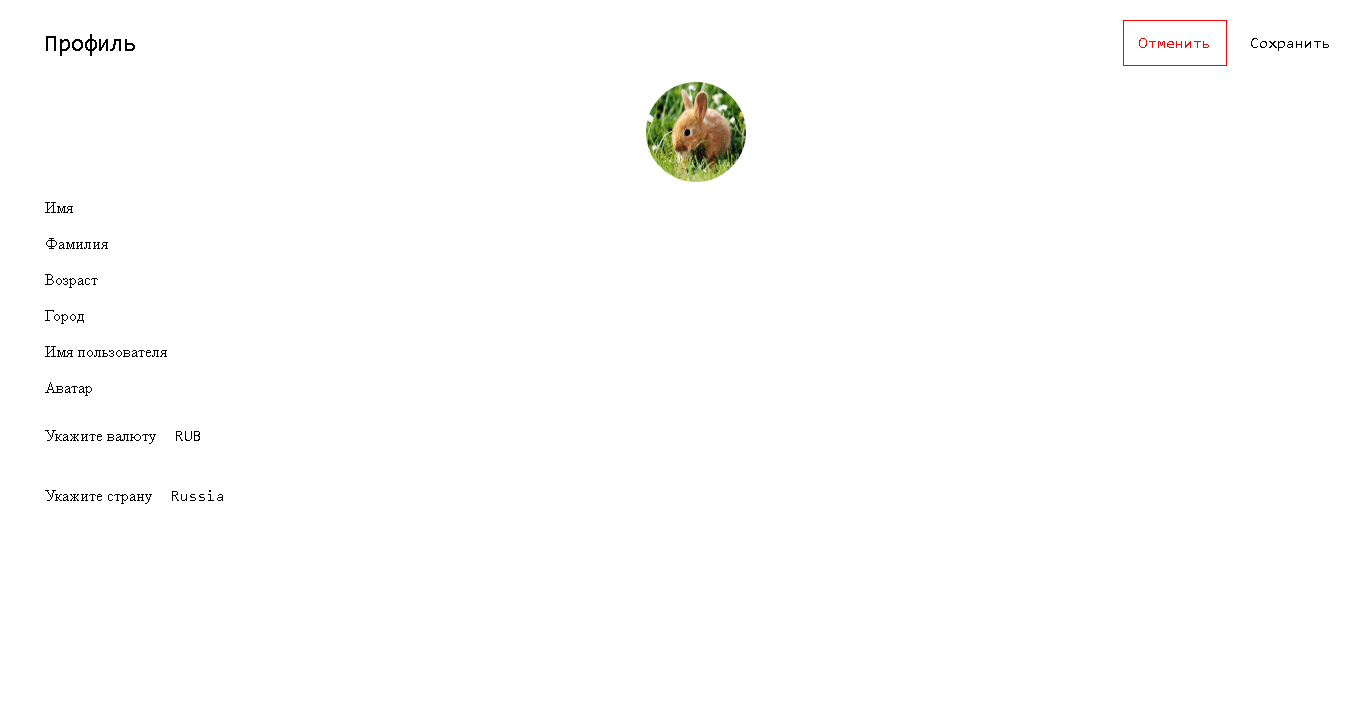 Профиль
Отменить
Сохранить
Имя
Фамилия
Возраст
Город
Имя пользователя
Аватар
Укажите валюту RUB
Укажите страну Russia